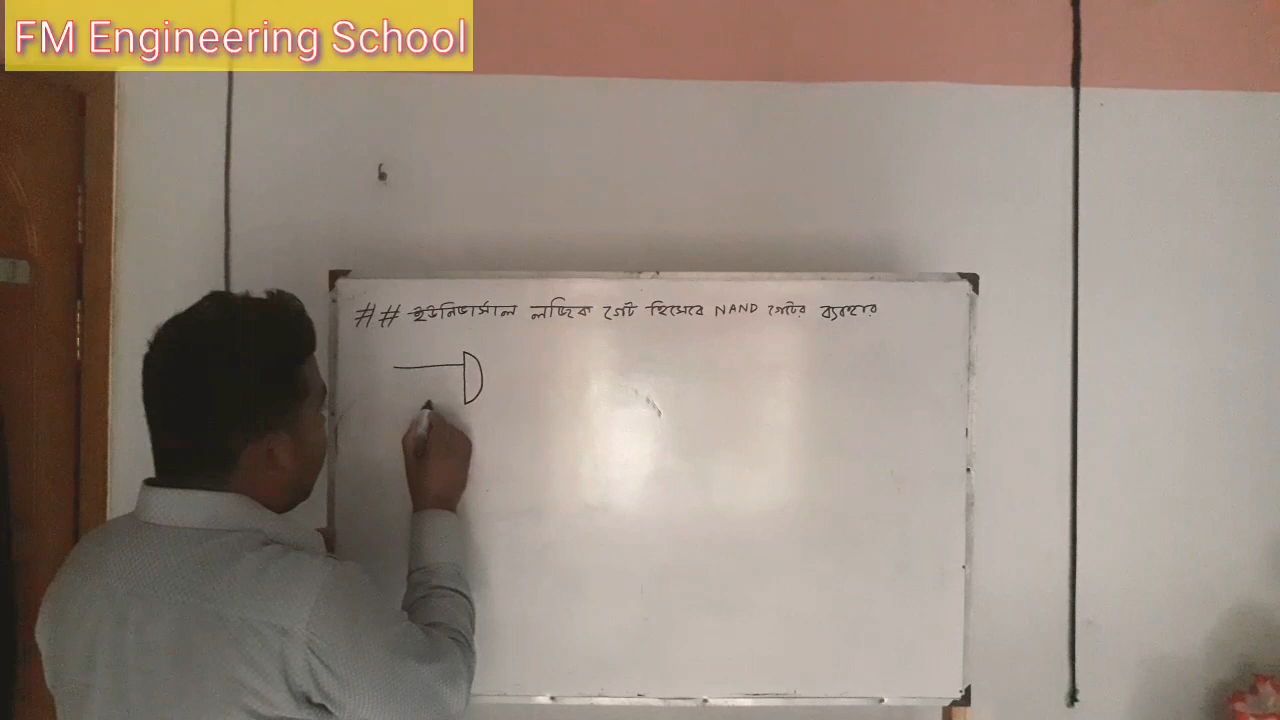 FM Engineering School
## ইউনিভার্সাল লজিক গেট হিসেবে NAND গেটের ব্যবহার